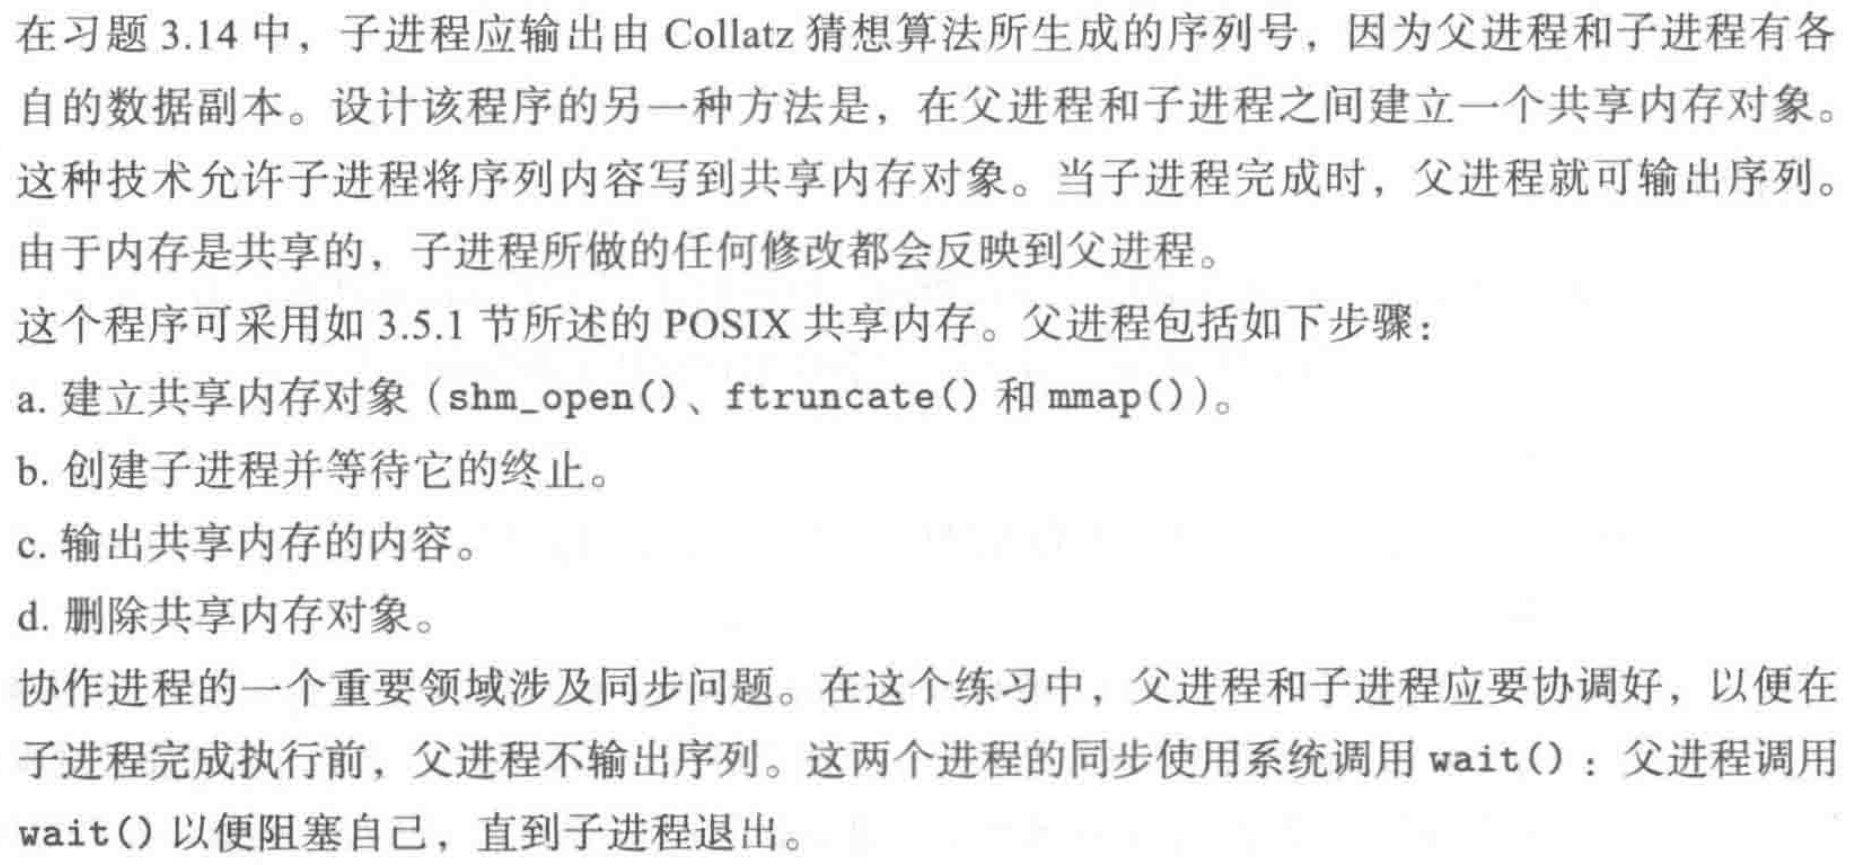 在习题 3.14 中，子进程应输出由 Collatz 猜想算法所生成的序列号，因为父进程和子进程有各
自的数据副本。设计该程序的另一种方法是，在父进程和子进程之间建立一个共享内存对象。
这种技术允许子进程将序列内容写到共享内存对象。当子进程完成时，父进程就可输出序列。
由于内存是共享的，子进程所做的任何修改都会反映到父进程。
这个程序可采用如 3.5.1 节所述的 POSIX 共享内存。父进程包括如下步骤：
a. 建立共享内存对象（shm_open()、ftruncate() 和 mmap()）。
b. 创建子进程并等待它的终止。
c. 输出共享内存的内容。
d. 删除共享内存对象。
协作进程的一个重要领域涉及同步问题。在这个练习中，父进程和子进程应要协调好，以便在
子进程完成执行前，父进程不输出序列。这两个进程的同步使用系统调用 wait()：父进程调用
wait() 以便阻塞自己，直到子进程退出。